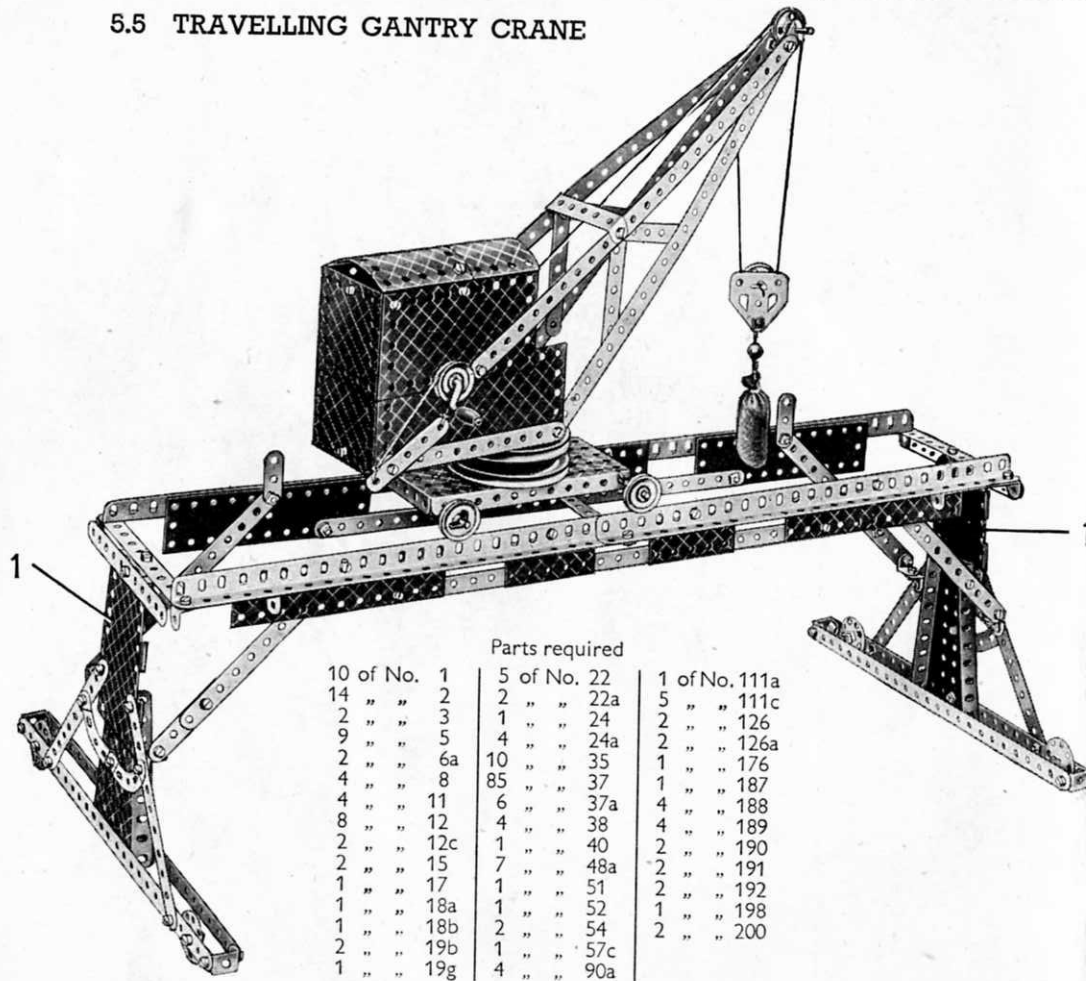 5.5 TRAVELLING GANTRY CRANE
1
1
Parts required
10 of No. 1
14 „ „ 2
2 „ „ 3
9 „ „ 5
2 „ „ 6a
4 „ „ 8
4 „ „ 11
8 „ „ 12
2 „ „ 12c
2 „ „ 15
1 „ „ 17
1 „ „ 18a
1 „ „ 18b
2 „ „ 19b
1 „ „ 19g
5 of No. 22
2 „ „ 22a
1 „ „ 24
4 „ „ 24a
10 „ „ 35
85 „ „ 37
6 „ „ 37a
4 „ „ 38
1 „ „ 40
7 „ „ 48a
1 „ „ 51
1 „ „ 52
2 „ „ 54
1 „ „ 57c
4 „ „ 90a
1 of No. 111a
5 „ „ 111c
2 „ „ 126
2 „ „ 126a
1 „ „ 176
1 „ „ 187
4 „ „ 188
4 „ „ 189
2 „ „ 190
2 „ „ 191
2 „ „ 192
1 „ „ 198
2 „ „ 200